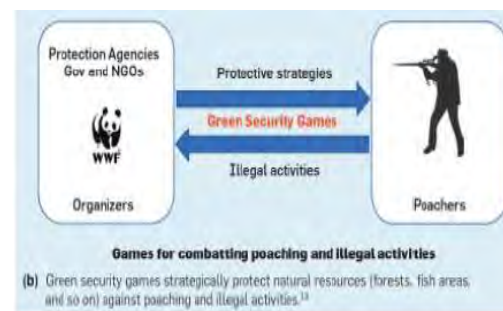 Protection Agencies
Gov and NGOs
WWF
Organizers
Protective strategies
Green Security Games
Illegal activities
Poachers
Games for combatting poaching and illegal activities
(b) Green security games strategically protect natural resources (forests, fish areas,
and so on) against poaching and illegal activities.